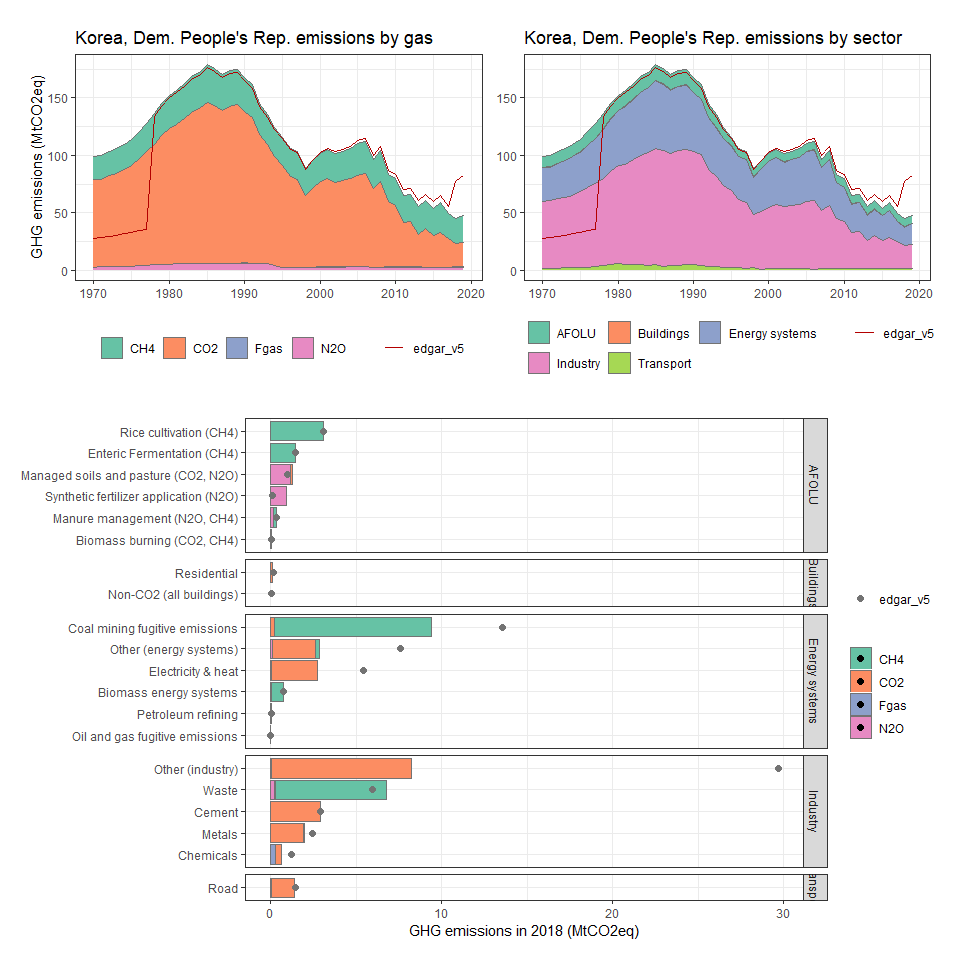 Korea, Dem. People's Rep. emissions by gas
GHG emissions (MtCO2eq)
150
100
50
0
1970 1980 1990 2000 2010 2020
CH4 CO2 Fgas N2O edgar_v5
Korea, Dem. People's Rep. emissions by sector
150
100
50
0
1970 1980 1990 2000 2010 2020
AFOLU Buildings Energy systems edgar_v5
Industry Transport
Rice cultivation (CH4)
Enteric Fermentation (CH4)
Managed soils and pasture (CO2, N2O)
Synthetic fertilizer application (N2O)
Manure management (N2O, CH4)
Biomass burning (CO2, CH4)
AFOLU
Residential
Non-CO2 (all buildings)
Buildings
Coal mining fugitive emissions
Other (energy systems)
Electricity & heat
Biomass energy systems
Petroleum refining
Oil and gas fugitive emissions
Energy systems
Other (industry)
Waste
Cement
Metals
Chemicals
Industry
Road
ansp
0 10 20 30
GHG emissions in 2018 (MtCO2eq)
edgar_v5
CH4
CO2
Fgas
N2O